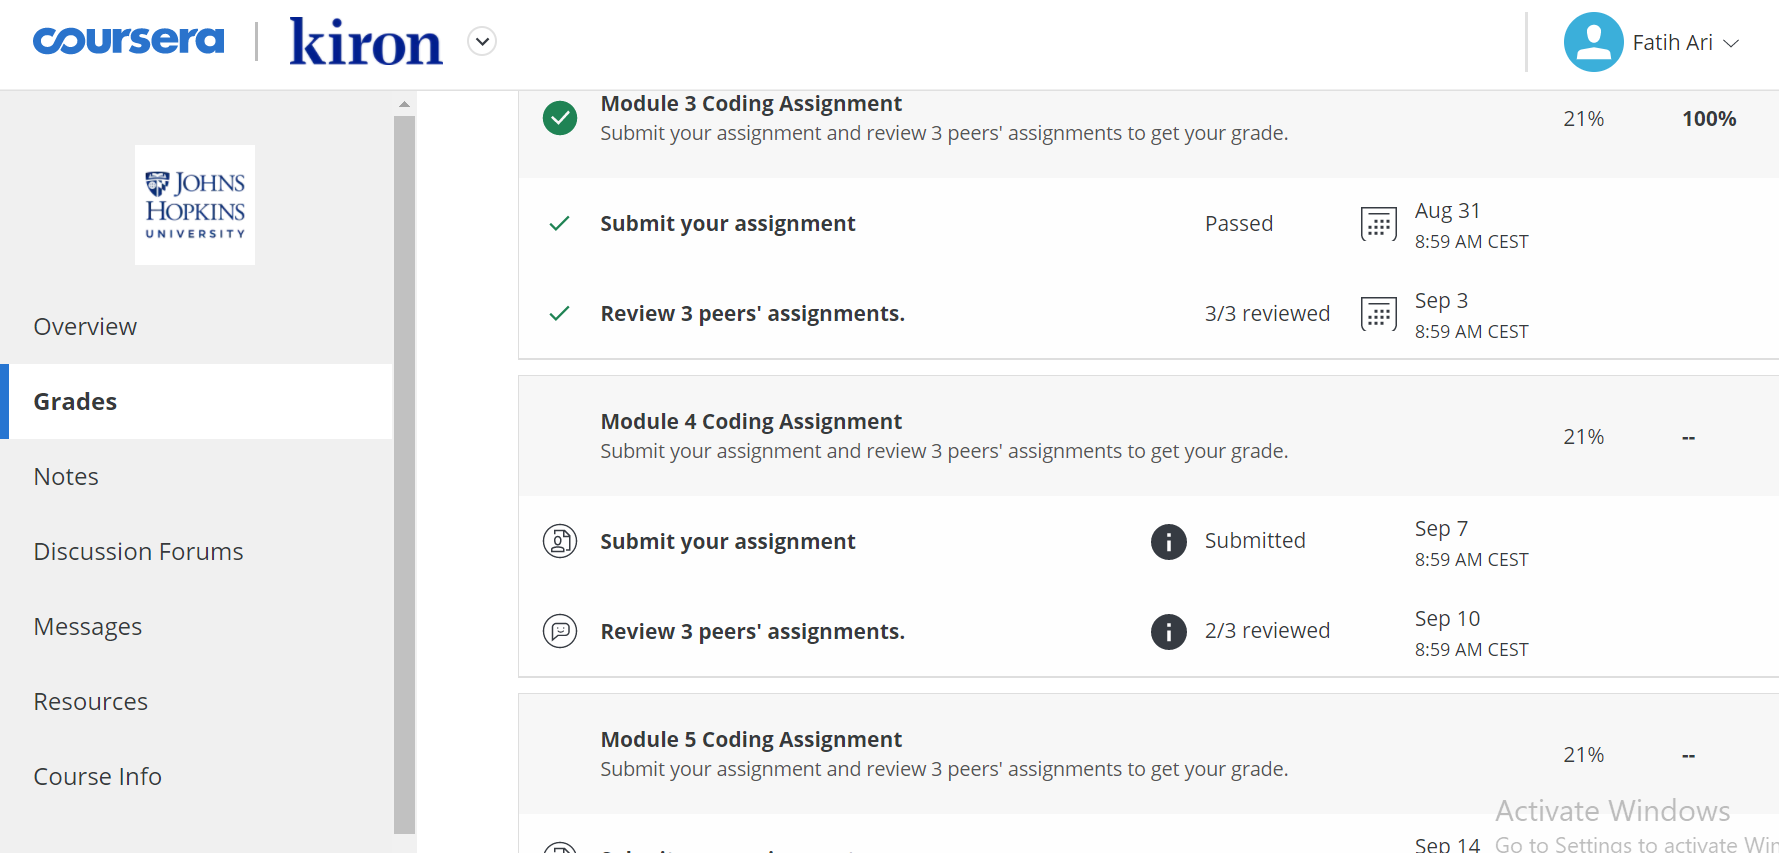 coursera
kiron
Fatih Ari
JOHNS
HOPKINS
UNIVERSITY
Overview
Grades
Notes
Discussion Forums
Messages
Resources
Course Info
Module 3 Coding Assignment
Submit your assignment and review 3 peers' assignments to get your grade.
21%
100%
Submit your assignment
Passed
Aug 31
8:59 AM CEST
Review 3 peers' assignments.
3/3 reviewed
Sep 3
8:59 AM CEST
Module 4 Coding Assignment
Submit your assignment and review 3 peers' assignments to get your grade.
21%
--
Submit your assignment
Submitted
Sep 7
8:59 AM CEST
Review 3 peers' assignments.
2/3 reviewed
Sep 10
8:59 AM CEST
Module 5 Coding Assignment
Submit your assignment and review 3 peers' assignments to get your grade.
21%
--
Sep 14
Activate Windows
Go to Settings to activate Win